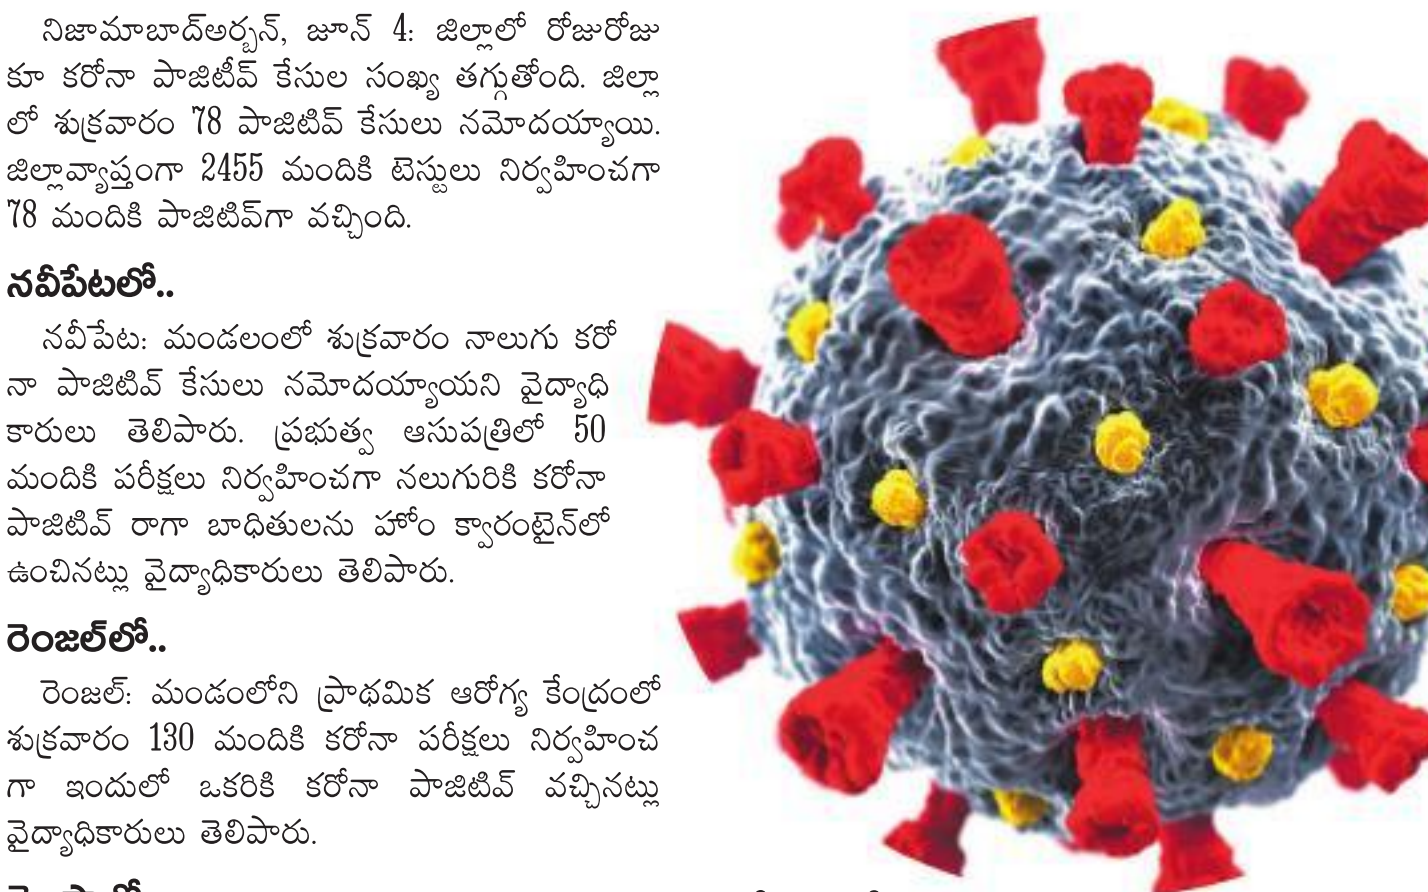 నిజామాబాద్అర్బన్, జూన్ 4: జిల్లాలో రోజురోజు
కూ కరోనా పాజిటీవ్ కేసుల సంఖ్య తగ్గుతోంది. జిల్లా
లో శుక్రవారం 78 పాజిటివ్ కేసులు నమోదయ్యాయి.
జిల్లావ్యాప్తంగా 2455 మందికి టెస్టులు నిర్వహించగా
78 మందికి పాజిటివ్‌గా వచ్చింది.
నవీపేటలో..
నవీపేట: మండలంలో శుక్రవారం నాలుగు కరో
నా పాజిటివ్ కేసులు నమోదయ్యాయని వైద్యాధి
కారులు తెలిపారు. ప్రభుత్వ ఆసుపత్రిలో 50
మందికి పరీక్షలు నిర్వహించగా నలుగురికి కరోనా
పాజిటివ్ రాగా బాధితులను హోం క్వారంటైన్‌లో
ఉంచినట్లు వైద్యాధికారులు తెలిపారు.
రెంజల్‌లో..
రెంజల్: మండంలోని ప్రాథమిక ఆరోగ్య కేంద్రంలో
శుక్రవారం 130 మందికి కరోనా పరీక్షలు నిర్వహించ
గా ఇందులో ఒకరికి కరోనా పాజిటివ్ వచ్చినట్లు
వైద్యాధికారులు తెలిపారు.